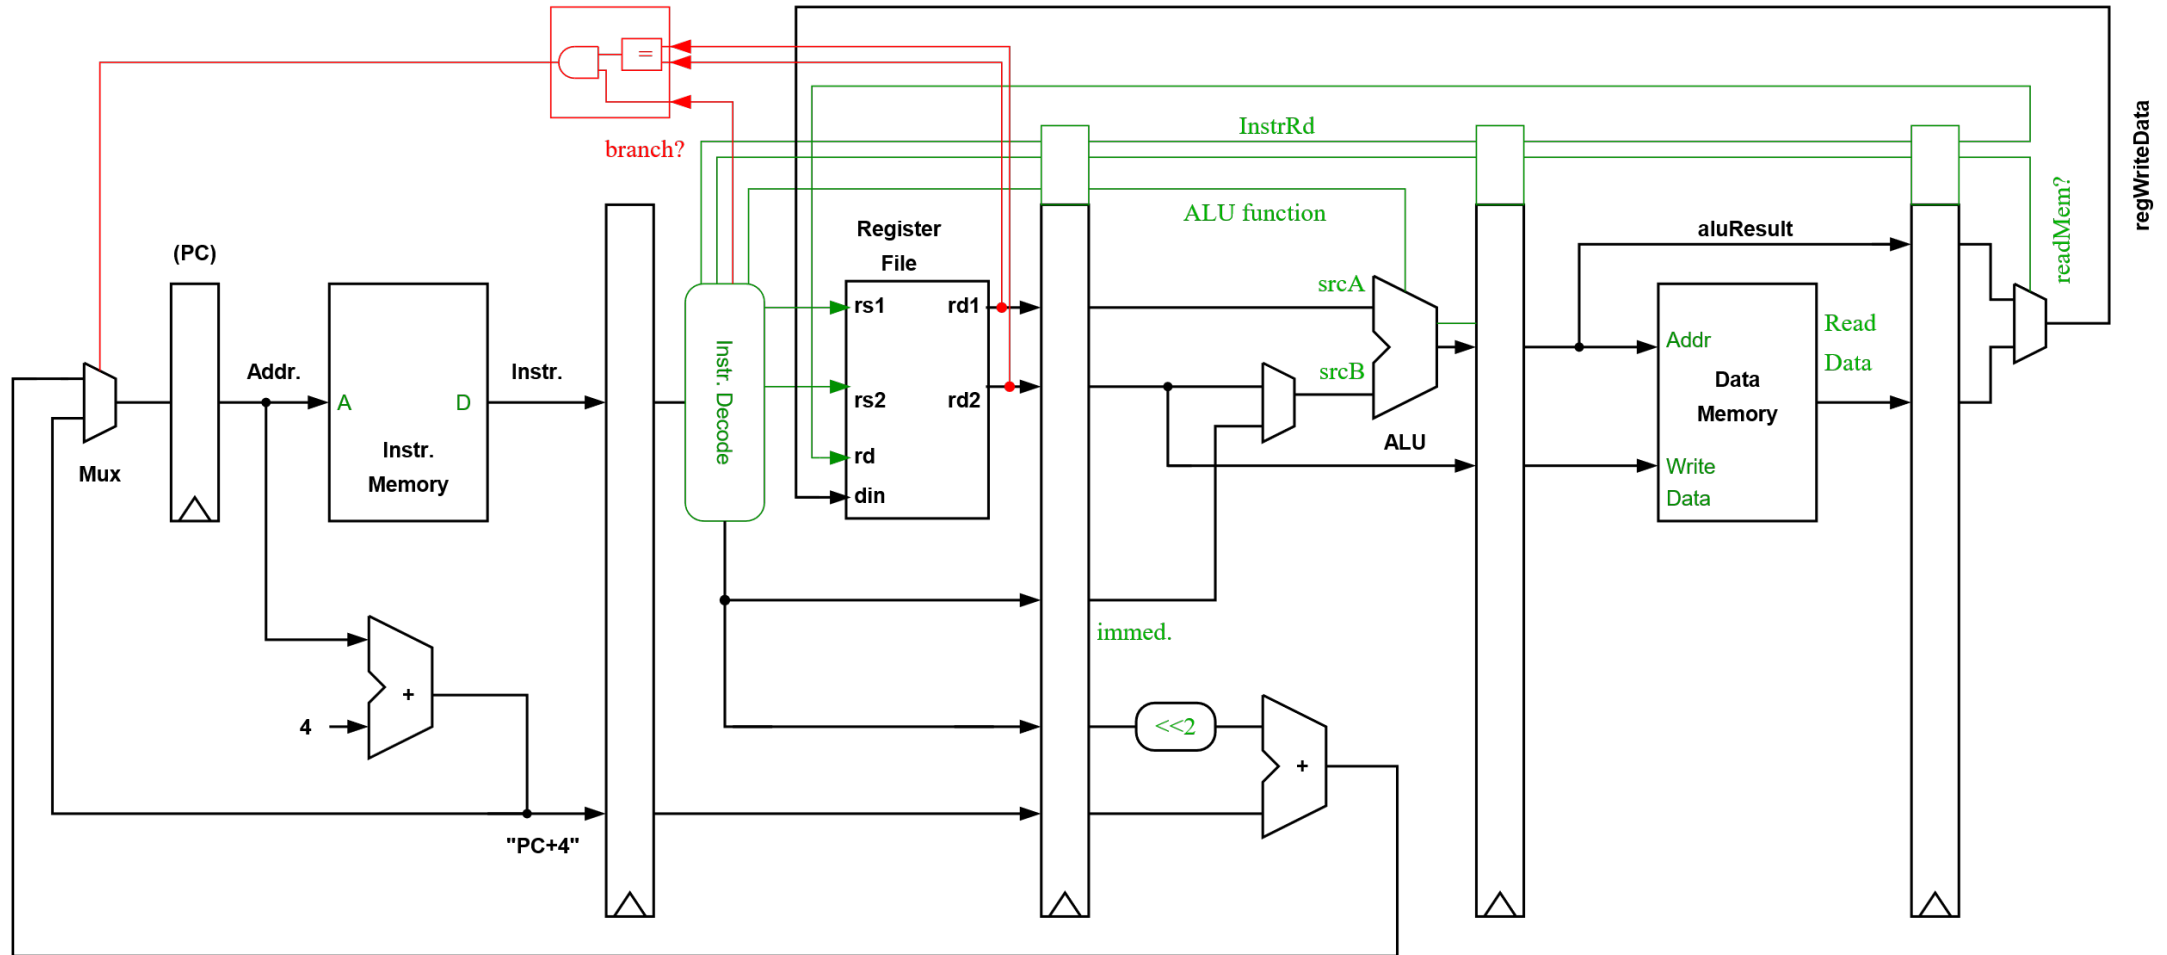 =
InstrRd
branch?
readMem?
regWriteData
ALU function
Register
File
(PC)
aluResult
srcA
rs1
rd1
Read
Data
Addr
Instr. Decode
Addr.
Instr.
srcB
Data
Memory
A
D
rs2
rd2
ALU
Instr.
Memory
Mux
rd
Write
Data
din
immed.
+
4
<<2
+
"PC+4"